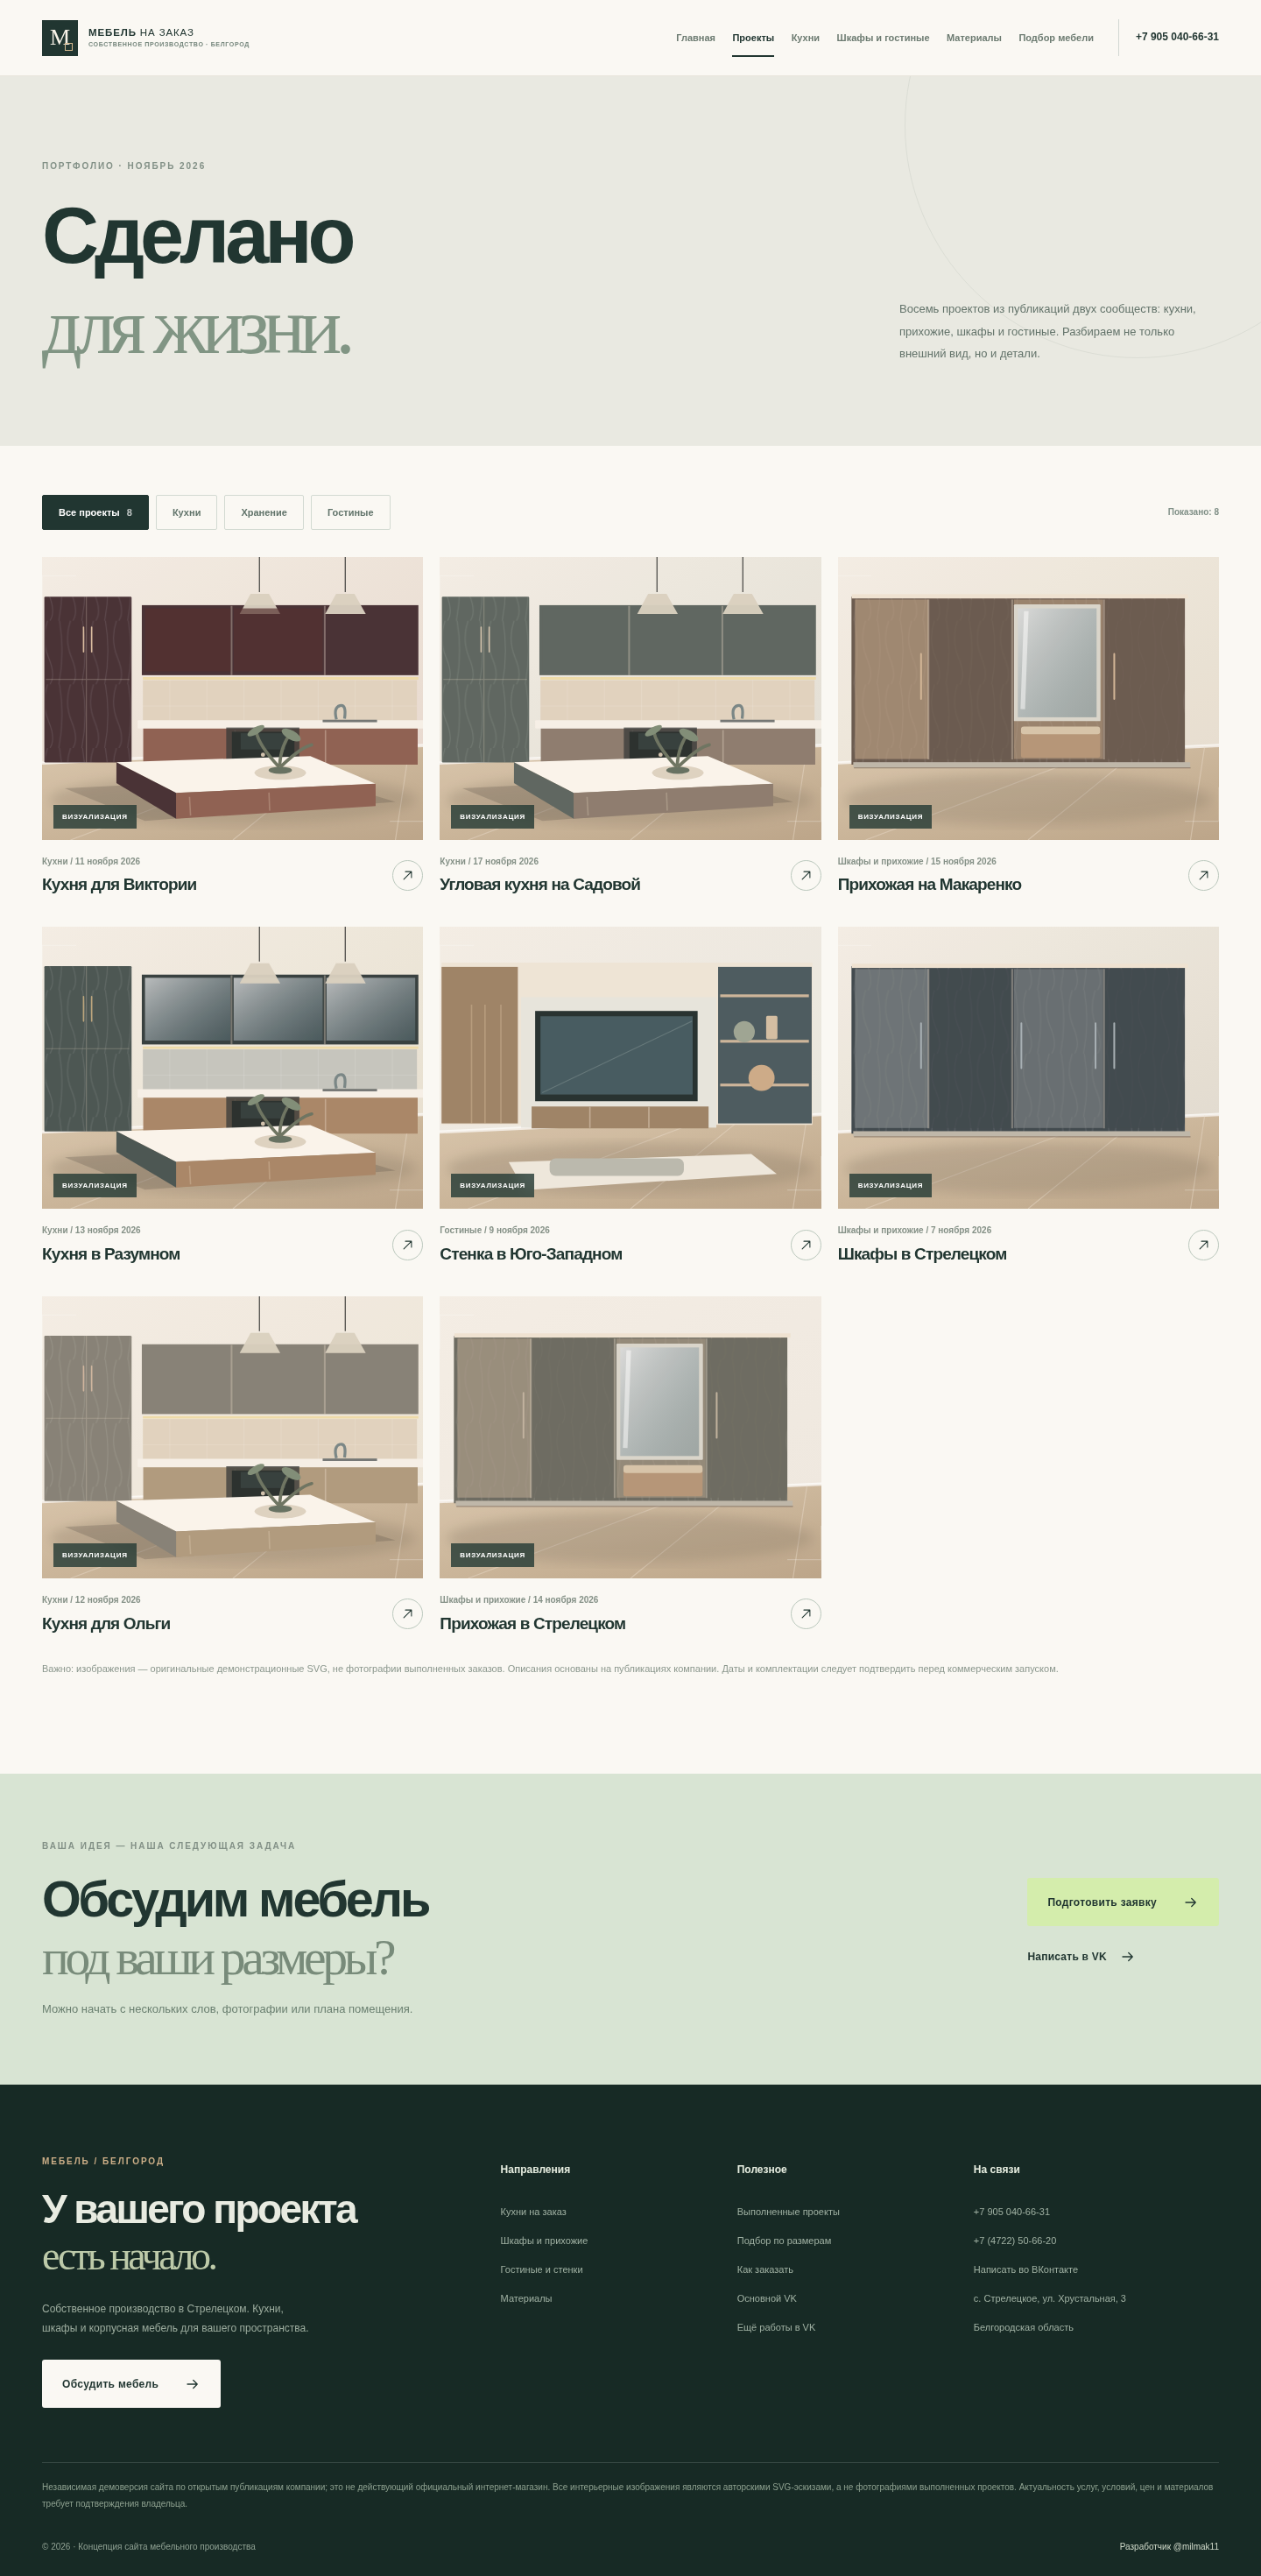 M
МЕБЕЛЬ НА ЗАКАЗ
СОБСТВЕННОЕ ПРОИЗВОДСТВО · БЕЛГОРОД
Главная Проекты Кухни Шкафы и гостиные Материалы Подбор мебели +7 905 040-66-31
ПОРТФОЛИО · НОЯБРЬ 2026
Сделано
для жизни.
Восемь проектов из публикаций двух сообществ: кухни,
прихожие, шкафы и гостиные. Разбираем не только
внешний вид, но и детали.
Все проекты 8 Кухни Хранение Гостиные Показано: 8
ВИЗУАЛИЗАЦИЯ ВИЗУАЛИЗАЦИЯ ВИЗУАЛИЗАЦИЯ
Кухни / 11 ноября 2026 Кухни / 17 ноября 2026 Шкафы и прихожие / 15 ноября 2026
Кухня для Виктории Угловая кухня на Садовой Прихожая на Макаренко
ВИЗУАЛИЗАЦИЯ ВИЗУАЛИЗАЦИЯ ВИЗУАЛИЗАЦИЯ
Кухни / 13 ноября 2026 Гостиные / 9 ноября 2026 Шкафы и прихожие / 7 ноября 2026
Кухня в Разумном Стенка в Юго-Западном Шкафы в Стрелецком
ВИЗУАЛИЗАЦИЯ ВИЗУАЛИЗАЦИЯ
Кухни / 12 ноября 2026 Шкафы и прихожие / 14 ноября 2026
Кухня для Ольги Прихожая в Стрелецком
Важно: изображения — оригинальные демонстрационные SVG, не фотографии выполненных заказов. Описания основаны на публикациях компании. Даты и комплектации следует подтвердить перед коммерческим запуском.
ВАША ИДЕЯ — НАША СЛЕДУЮЩАЯ ЗАДАЧА
Обсудим мебель
под ваши размеры?
Можно начать с нескольких слов, фотографии или плана помещения.
Подготовить заявку
Написать в VK
МЕБЕЛЬ / БЕЛГОРОД
У вашего проекта
есть начало.
Собственное производство в Стрелецком. Кухни,
шкафы и корпусная мебель для вашего пространства.
Обсудить мебель
Направления
Кухни на заказ
Шкафы и прихожие
Гостиные и стенки
Материалы
Полезное
Выполненные проекты
Подбор по размерам
Как заказать
Основной VK
Ещё работы в VK
На связи
+7 905 040-66-31
+7 (4722) 50-66-20
Написать во ВКонтакте
с. Стрелецкое, ул. Хрустальная, 3
Белгородская область
Независимая демоверсия сайта по открытым публикациям компании; это не действующий официальный интернет-магазин. Все интерьерные изображения являются авторскими SVG-эскизами, а не фотографиями выполненных проектов. Актуальность услуг, условий, цен и материалов
требует подтверждения владельца.
© 2026 · Концепция сайта мебельного производства Разработчик @milmak11